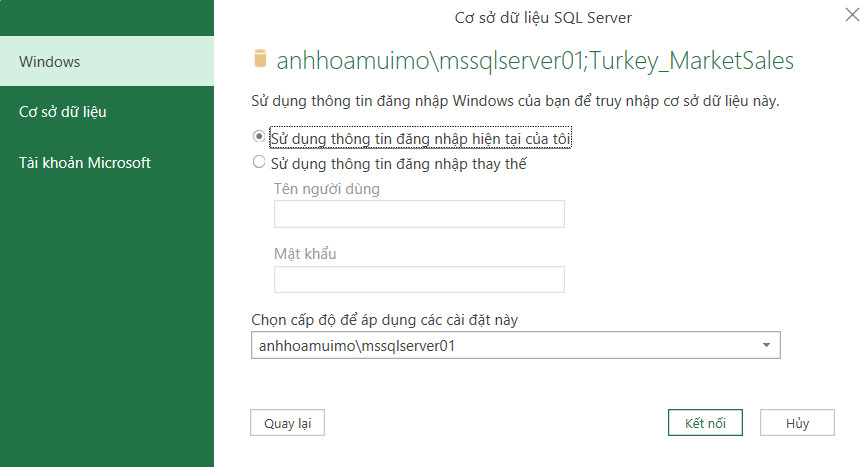 Cơ sở dữ liệu SQL Server
Windows
Cơ sở dữ liệu
Tài khoản Microsoft
anhhoamuimo\mssqlserver01;Turkey_MarketSales
Sử dụng thông tin đăng nhập Windows của bạn để truy nhập cơ sở dữ liệu này.
Sử dụng thông tin đăng nhập hiện tại của tôi
Sử dụng thông tin đăng nhập thay thế
Tên người dùng
Mật khẩu
Chọn cấp độ để áp dụng các cài đặt này
anhhoamuimo\mssqlserver01
Quay lại
Kết nối
Hủy